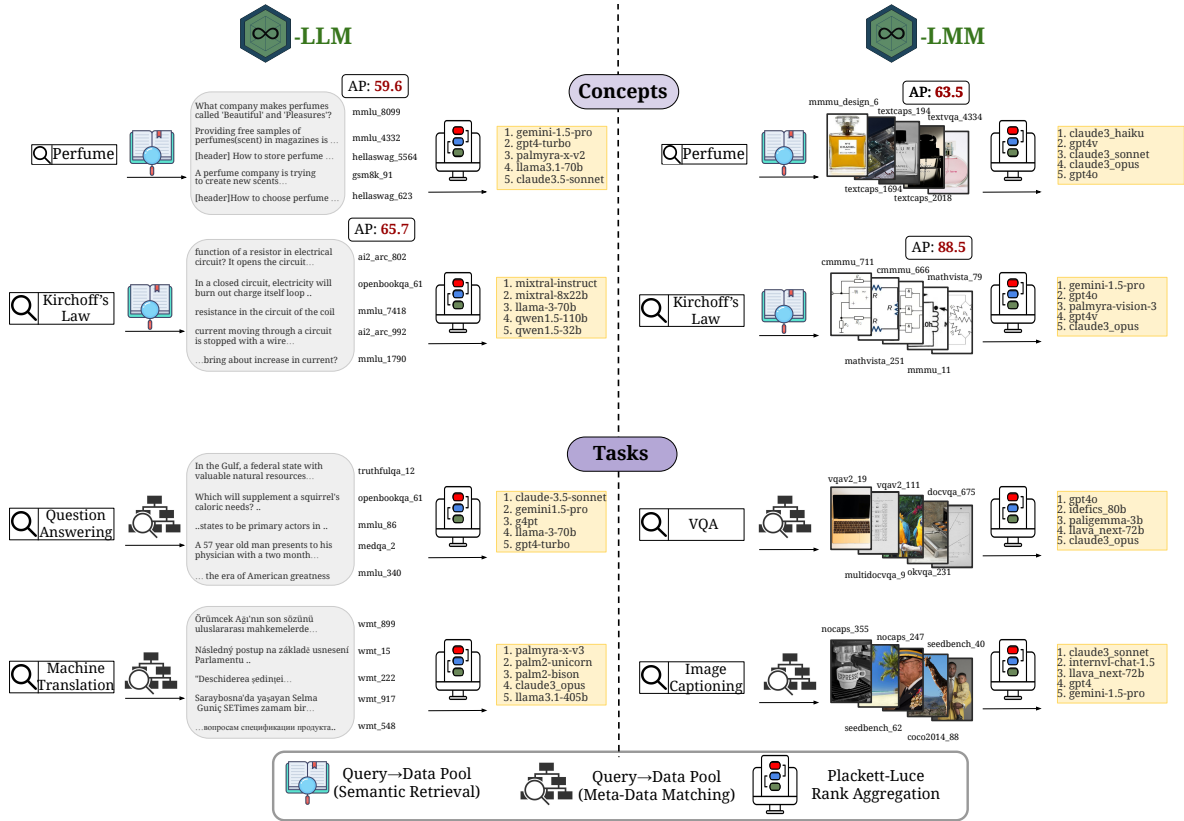 -LLM
-LMM
Concepts
AP: 59.6
Perfume
What company makes perfumes
called 'Beautiful' and 'Pleasures'?
Providing free samples of
perfumes(scent) in magazines is …
[header] How to store perfume …
A perfume company is trying
to create new scents…
[header]How to choose perfume …
mmlu_8099
mmlu_4332
hellaswag_5564
gsm8k_91
hellaswag_623
1. gemini-1.5-pro
2. gpt4-turbo
3. palmyra-x-v2
4. llama3.1-70b
5. claude3.5-sonnet
AP: 63.5
Perfume
mmmu_design_6
textcaps_194
textvqa_4334
textcaps_1694
textcaps_2018
1. claude3_haiku
2. gpt4v
3. claude3_sonnet
4. claude3_opus
5. gpt4o
AP: 65.7
Kirchoff's
Law
function of a resistor in electrical
circuit? It opens the circuit…
In a closed circuit, electricity will
burn out charge itself loop ..
resistance in the circuit of the coil
current moving through a circuit
is stopped with a wire…
…bring about increase in current?
ai2_arc_802
openbookqa_61
mmlu_7418
ai2_arc_992
mmlu_1790
1. mixtral-instruct
2. mixtral-8x22b
3. llama-3-70b
4. qwen1.5-110b
5. qwen1.5-32b
AP: 88.5
Kirchoff's
Law
cmmmu_711
cmmmu_666
mathvista_79
mathvista_251
mmmu_11
1. gemini-1.5-pro
2. gpt4o
3. palmyra-vision-3
4. gpt4v
5. claude3_opus
Tasks
Question
Answering
In the Gulf, a federal state with
valuable natural resources…
Which will supplement a squirrel's
caloric needs? ..
..states to be primary actors in ..
A 57 year old man presents to his
physician with a two month…
… the era of American greatness
truthfulqa_12
openbookqa_61
mmlu_86
medqa_2
mmlu_340
1. claude-3.5-sonnet
2. gemini1.5-pro
3. g4pt
4. llama-3-70b
5. gpt4-turbo
VQA
vqav2_19
vqav2_111
docvqa_675
multidocvqa_9
okvqa_231
1. gpt4o
2. idefics_80b
3. paligemma-3b
4. llava_next-72b
5. claude3_opus
Machine
Translation
Örümcek Ağı'nın son sözünü
uluslararası mahkemelerde…
Následný postup na základě usnesení
Parlamentu ..
"Deschiderea ședinței…
Saraybosna'da yaşayan Selma
Guniç SETimes zamam bir…
…вопросам спецификации продукта..
wmt_899
wmt_15
wmt_222
wmt_917
wmt_548
1. palmyra-x-v3
2. palm2-unicorn
3. palm2-bison
4. claude3_opus
5. llama3.1-405b
Image
Captioning
nocaps_355
nocaps_247
seedbench_40
seedbench_62
coco2014_88
1. claude3_sonnet
2. internvl-chat-1.5
3. llava_next-72b
4. gpt4
5. gemini-1.5-pro
Query→Data Pool
(Semantic Retrieval)
Query→Data Pool
(Meta-Data Matching)
Plackett-Luce
Rank Aggregation